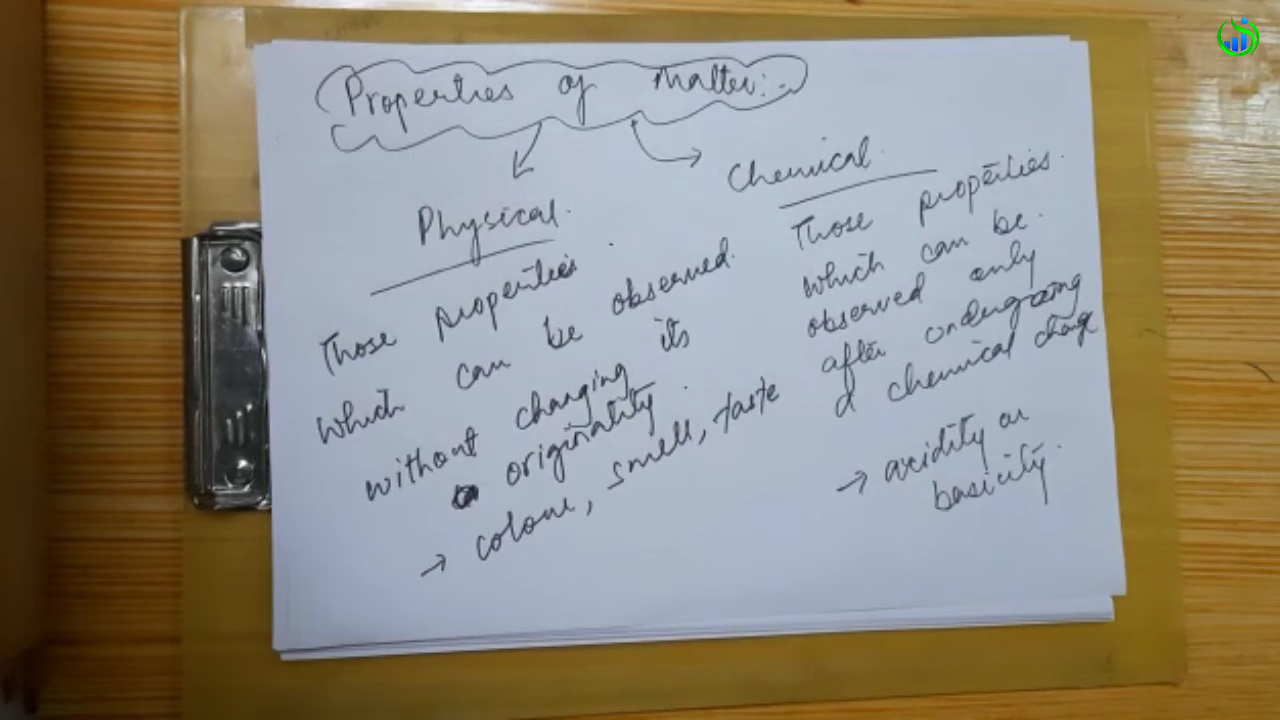 Properties of Matter:-
Physical.
Those properties
which can be observed.
without changing its
originality.
→ colour, smell, taste
Chemical.
Those properties.
which can be.
observed only
after undergoing
a chemical change
→ acidity or
basicity.